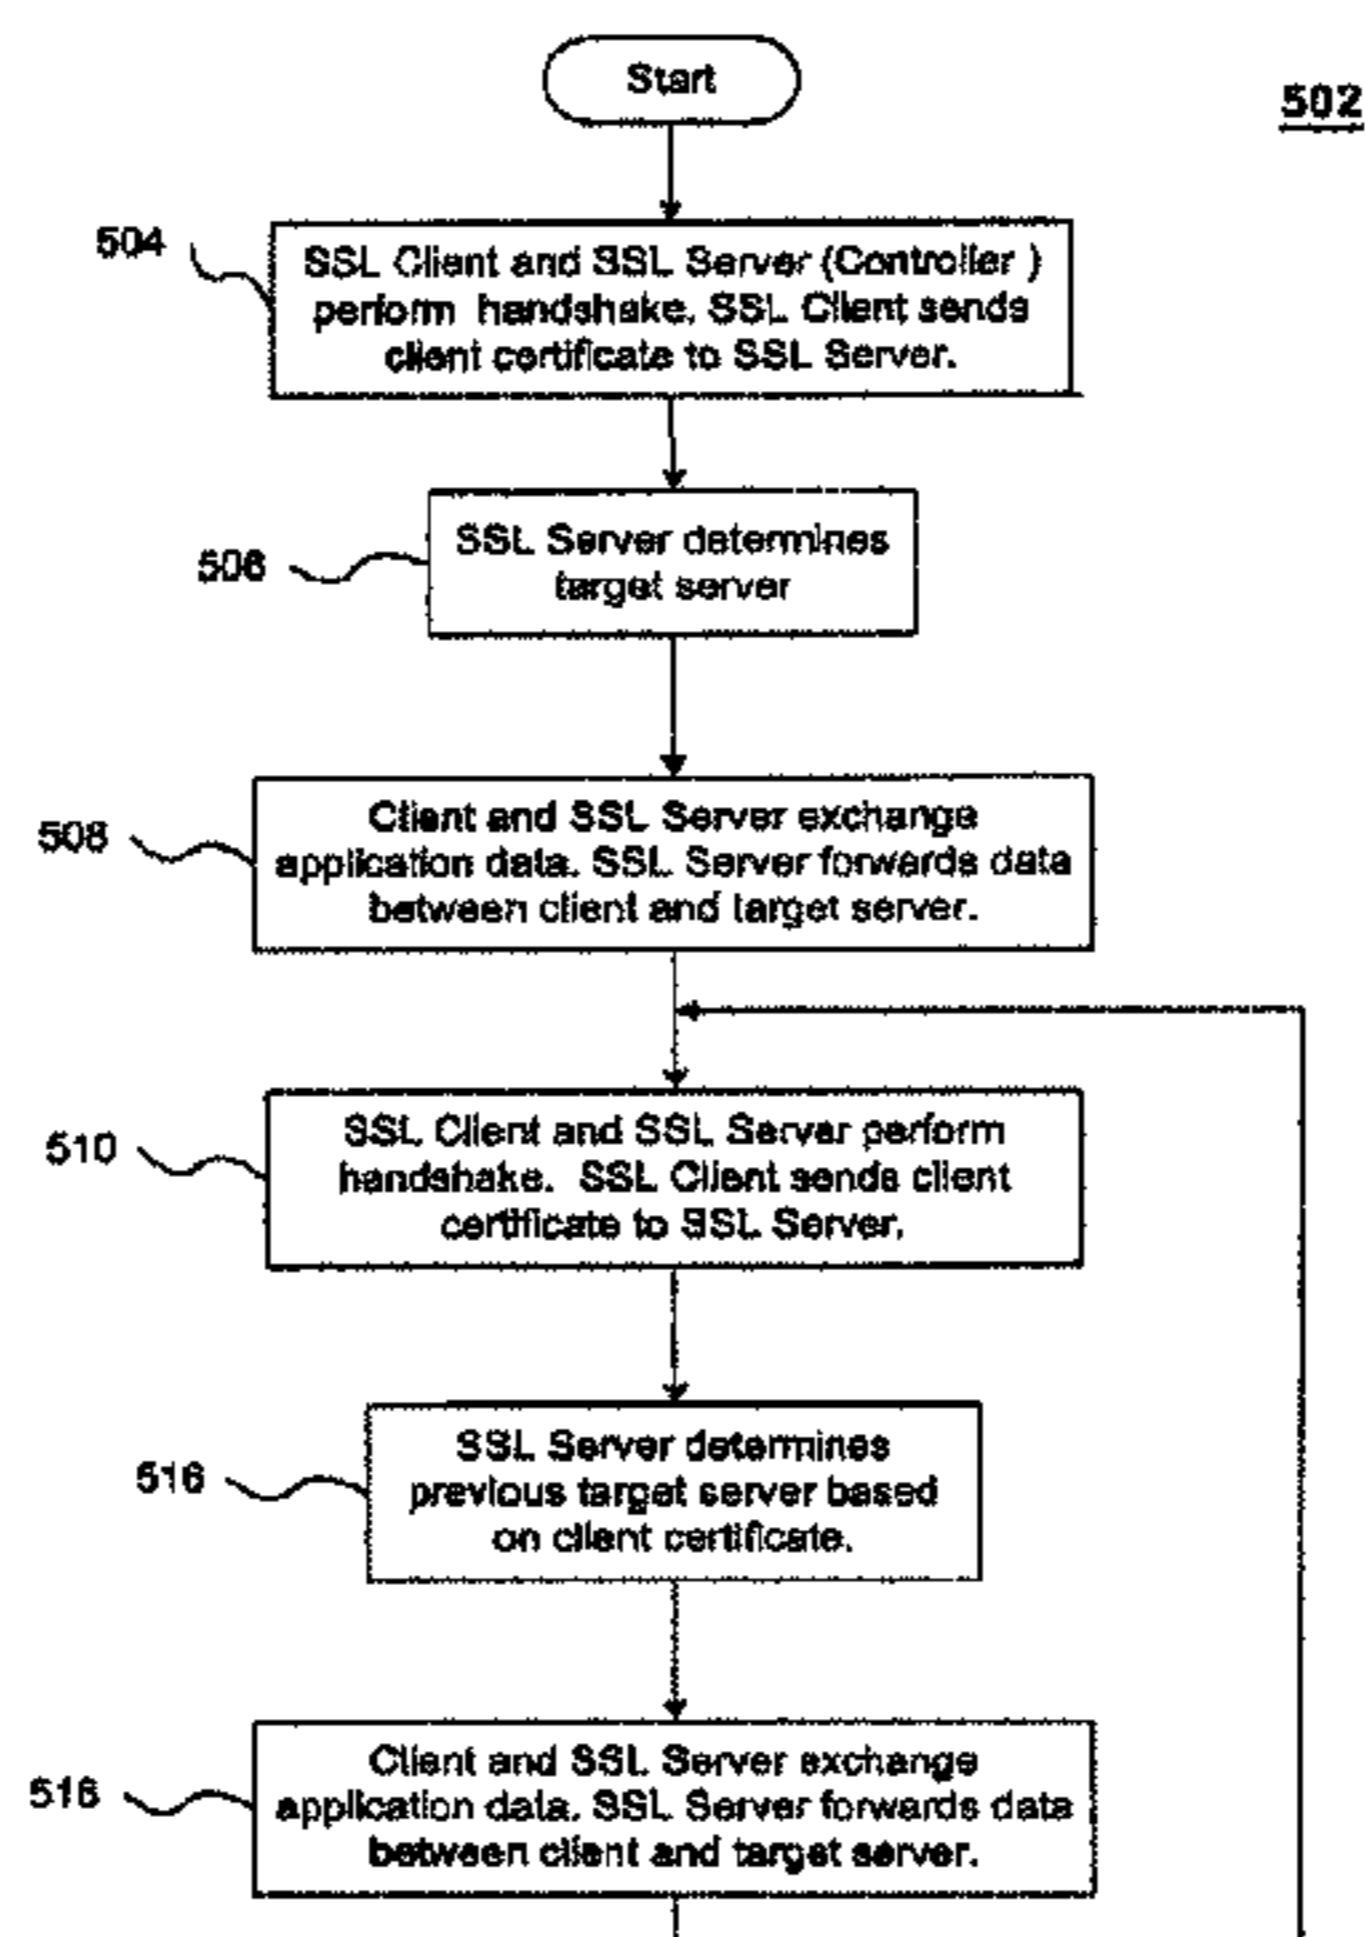 Start
502
504
SSL Client and SSL Server (Controller )
perform handshake. SSL Client sends
client certificate to SSL Server.
506
SSL Server determines
target server
508
Client and SSL Server exchange
application data. SSL Server forwards data
between client and target server.
510
SSL Client and SSL Server perform
handshake. SSL Client sends client
certificate to SSL Server.
516
SSL Server determines
previous target server based
on client certificate.
518
Client and SSL Server exchange
application data. SSL Server forwards data
between client and target server.